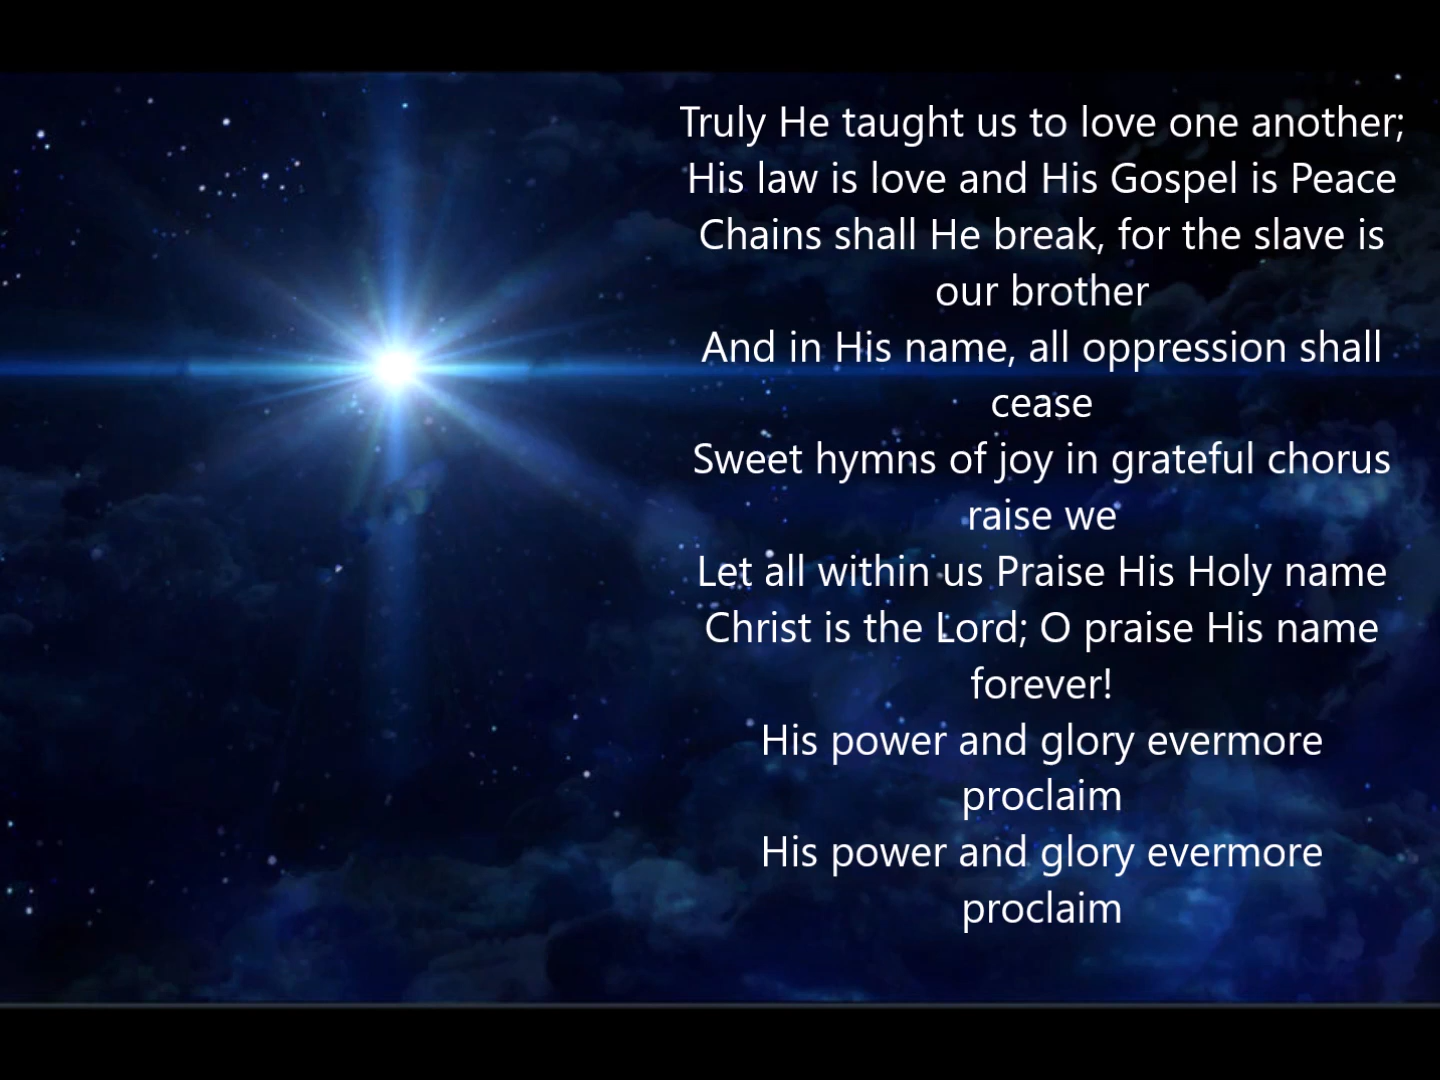 Truly He taught us to love one another;
His law is love and His Gospel is Peace
Chains shall He break, for the slave is
our brother
And in His name, all oppression shall
cease
Sweet hymns of joy in grateful chorus
raise we
Let all within us Praise His Holy name
Christ is the Lord; O praise His name
forever!
His power and glory evermore
proclaim
His power and glory evermore
proclaim